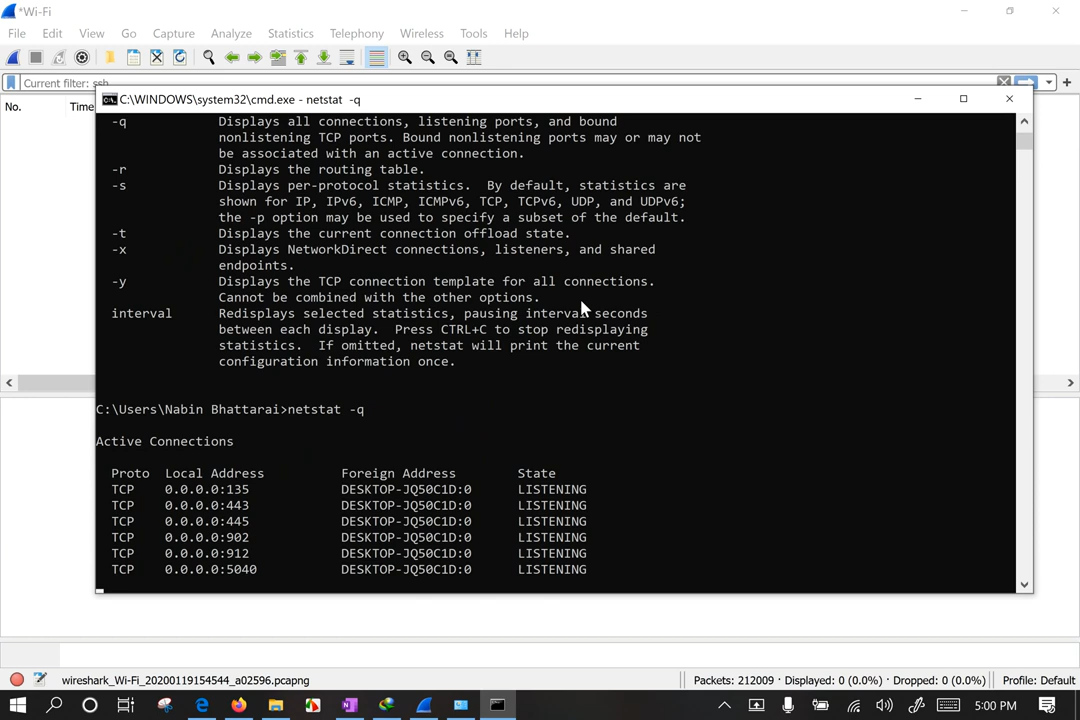 *Wi-Fi
File Edit View Go Capture Analyze Statistics Telephony Wireless Tools Help
Current filter: ssh
No. Time
C:\WINDOWS\system32\cmd.exe - netstat -q
-q Displays all connections, listening ports, and bound
nonlistening TCP ports. Bound nonlistening ports may or may not
be associated with an active connection.
-r Displays the routing table.
-s Displays per-protocol statistics. By default, statistics are
shown for IP, IPv6, ICMP, ICMPv6, TCP, TCPv6, UDP, and UDPv6;
the -p option may be used to specify a subset of the default.
-t Displays the current connection offload state.
-x Displays NetworkDirect connections, listeners, and shared
endpoints.
-y Displays the TCP connection template for all connections.
Cannot be combined with the other options.
interval Redisplays selected statistics, pausing interval seconds
between each display. Press CTRL+C to stop redisplaying
statistics. If omitted, netstat will print the current
configuration information once.
C:\Users\Nabin Bhattarai>netstat -q
Active Connections
Proto Local Address Foreign Address State
TCP 0.0.0.0:135 DESKTOP-JQ50C1D:0 LISTENING
TCP 0.0.0.0:443 DESKTOP-JQ50C1D:0 LISTENING
TCP 0.0.0.0:445 DESKTOP-JQ50C1D:0 LISTENING
TCP 0.0.0.0:902 DESKTOP-JQ50C1D:0 LISTENING
TCP 0.0.0.0:912 DESKTOP-JQ50C1D:0 LISTENING
TCP 0.0.0.0:5040 DESKTOP-JQ50C1D:0 LISTENING
wireshark_Wi-Fi_20200119154544_a02596.pcapng Packets: 212009 · Displayed: 0 (0.0%) · Dropped: 0 (0.0%) Profile: Default
5:00 PM